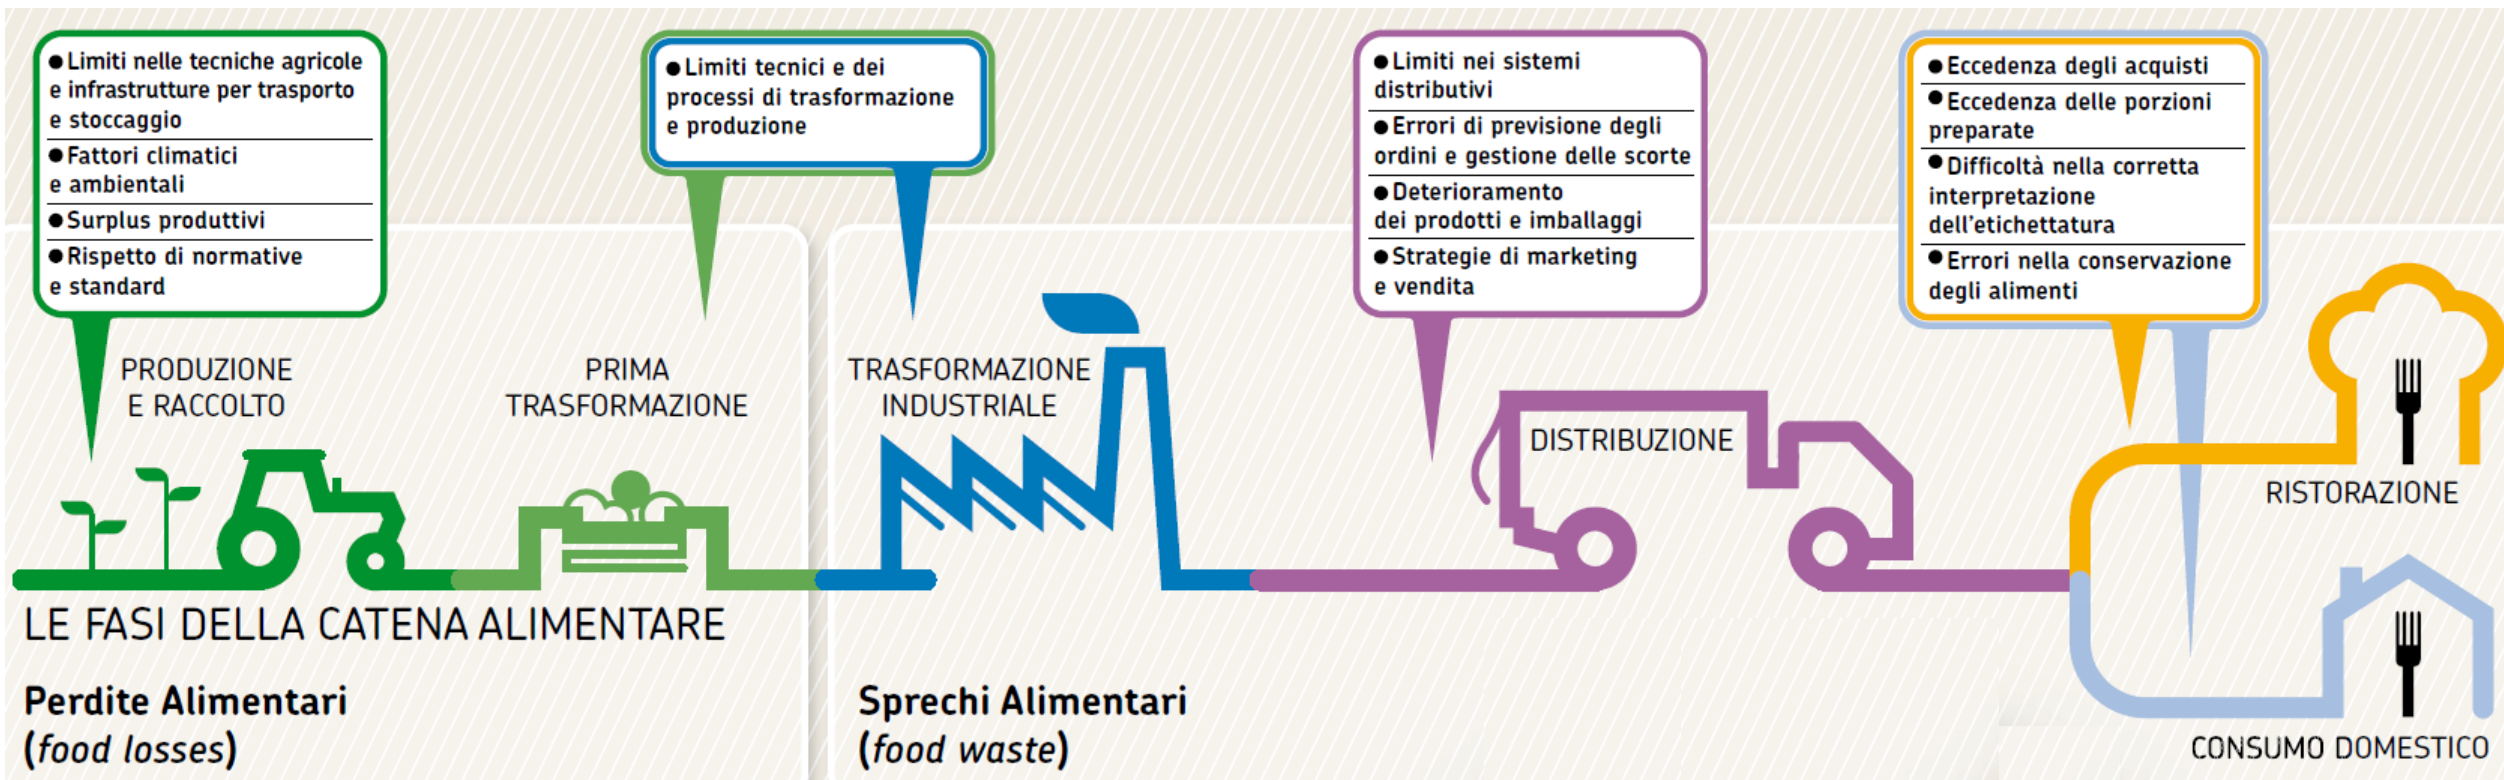 ● Limiti nelle tecniche agricole
e infrastrutture per trasporto
e stoccaggio
● Fattori climatici
e ambientali
● Surplus produttivi
● Rispetto di normative
e standard
● Limiti tecnici e dei
processi di trasformazione
e produzione
● Limiti nei sistemi
distributivi
● Errori di previsione degli
ordini e gestione delle scorte
● Deterioramento
dei prodotti e imballaggi
● Strategie di marketing
e vendita
● Eccedenza degli acquisti
● Eccedenza delle porzioni
preparate
● Difficoltà nella corretta
interpretazione
dell'etichettatura
● Errori nella conservazione
degli alimenti
PRODUZIONE
E RACCOLTO
PRIMA
TRASFORMAZIONE
TRASFORMAZIONE
INDUSTRIALE
DISTRIBUZIONE
RISTORAZIONE
CONSUMO DOMESTICO
LE FASI DELLA CATENA ALIMENTARE
Perdite Alimentari
(food losses)
Sprechi Alimentari
(food waste)